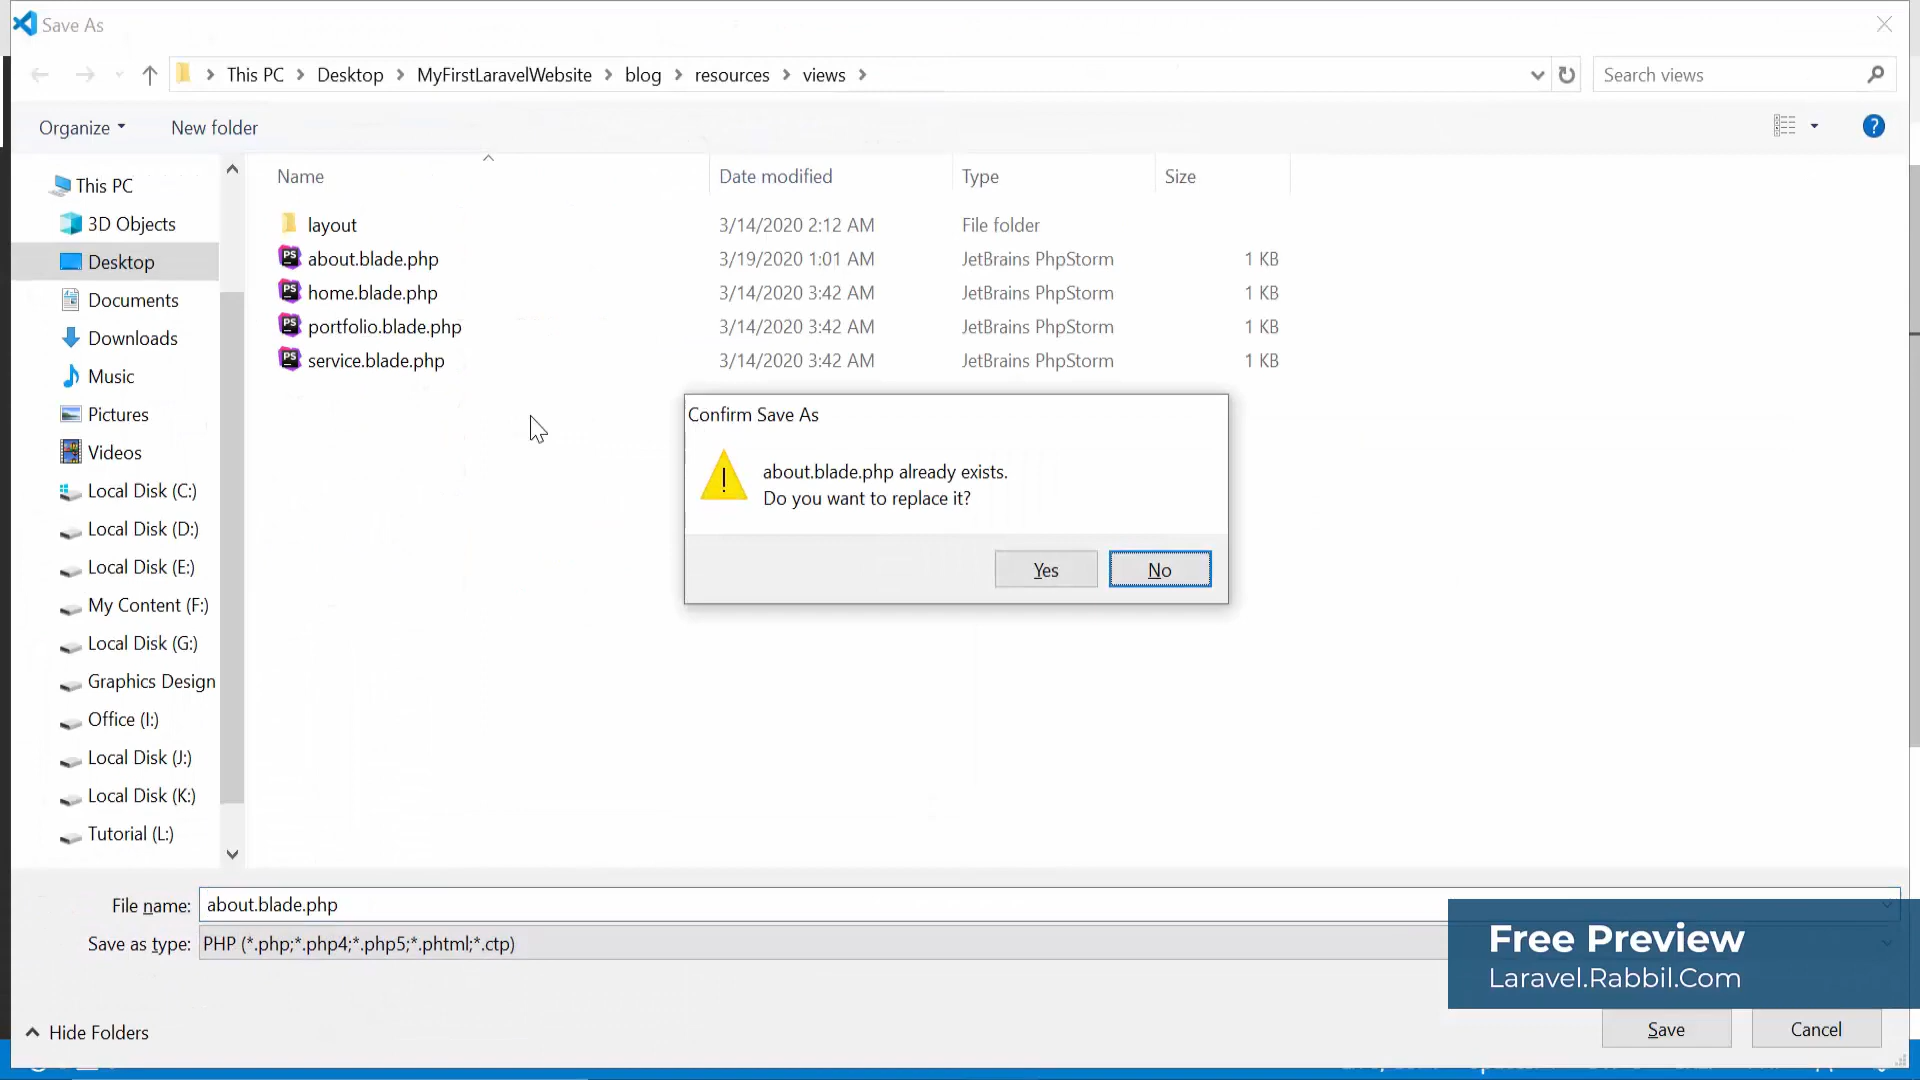 Save As
This PC
Desktop
MyFirstLaravelWebsite
blog
resources
views
Search views
Organize
New folder
?
Name
Date modified
Type
Size
This PC
3D Objects
Desktop
Documents
Downloads
Music
Pictures
Videos
Local Disk (C:)
Local Disk (D:)
Local Disk (E:)
My Content (F:)
Local Disk (G:)
Graphics Design
Office (I:)
Local Disk (J:)
Local Disk (K:)
Tutorial (L:)
layout 3/14/2020 2:12 AM File folder
PS about.blade.php 3/19/2020 1:01 AM JetBrains PhpStorm 1 KB
PS home.blade.php 3/14/2020 3:42 AM JetBrains PhpStorm 1 KB
PS portfolio.blade.php 3/14/2020 3:42 AM JetBrains PhpStorm 1 KB
PS service.blade.php 3/14/2020 3:42 AM JetBrains PhpStorm 1 KB
Confirm Save As
about.blade.php already exists.
Do you want to replace it?
Yes
No
File name: about.blade.php
Save as type: PHP (*.php;*.php4;*.php5;*.phtml;*.ctp)
Free Preview
Laravel.Rabbil.Com
Hide Folders
Save
Cancel